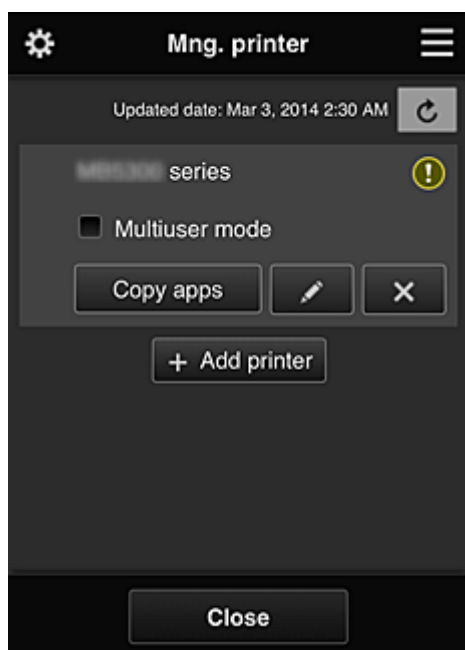 Mng. printer
Updated date: Mar 3, 2014 2:30 AM
series
Multiuser mode
Copy apps
+ Add printer
Close